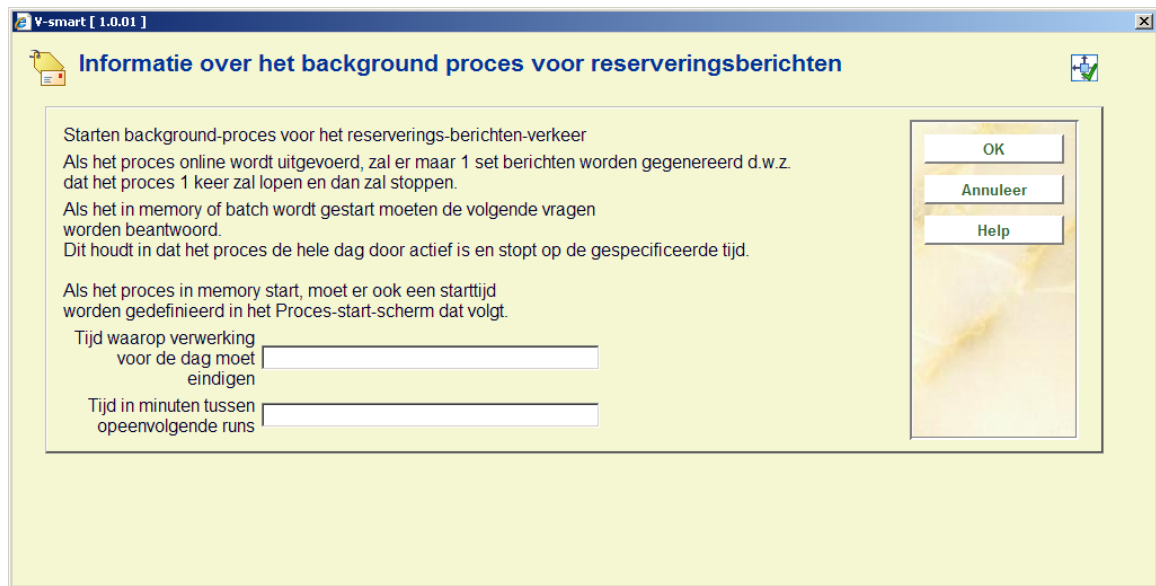 V-smart [ 1.0.01 ]
Informatie over het background proces voor reserveringsberichten
Starten background-proces voor het reserverings-berichten-verkeer
Als het proces online wordt uitgevoerd, zal er maar 1 set berichten worden gegenereerd d.w.z.
dat het proces 1 keer zal lopen en dan zal stoppen.
Als het in memory of batch wordt gestart moeten de volgende vragen
worden beantwoord.
Dit houdt in dat het proces de hele dag door actief is en stopt op de gespecificeerde tijd.
Als het proces in memory start, moet er ook een starttijd
worden gedefinieerd in het Proces-start-scherm dat volgt.
Tijd waarop verwerking
voor de dag moet
eindigen
Tijd in minuten tussen
opeenvolgende runs
OK
Annuleer
Help